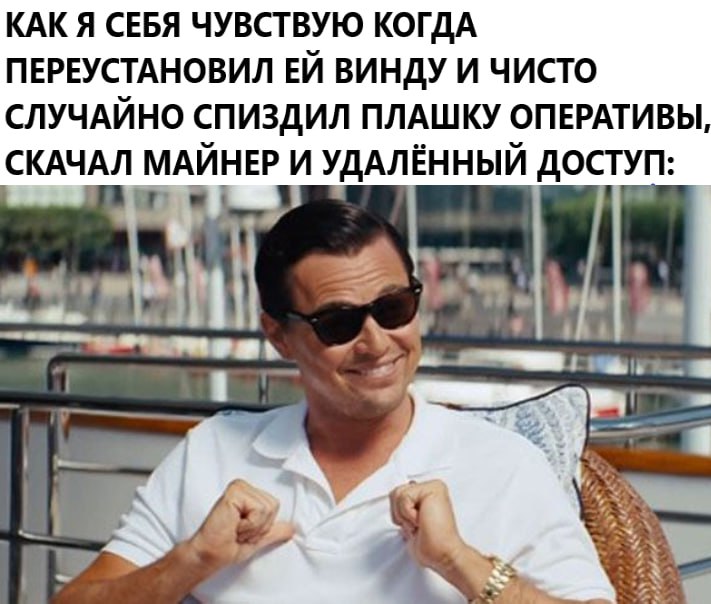 КАК Я СЕБЯ ЧУВСТВУЮ КОГДА
ПЕРЕУСТАНОВИЛ ЕЙ ВИНДУ И ЧИСТО
СЛУЧАЙНО СПИЗДИЛ ПЛАШКУ ОПЕРАТИВЫ,
СКАЧАЛ МАЙНЕР И УДАЛЁННЫЙ ДОСТУП: